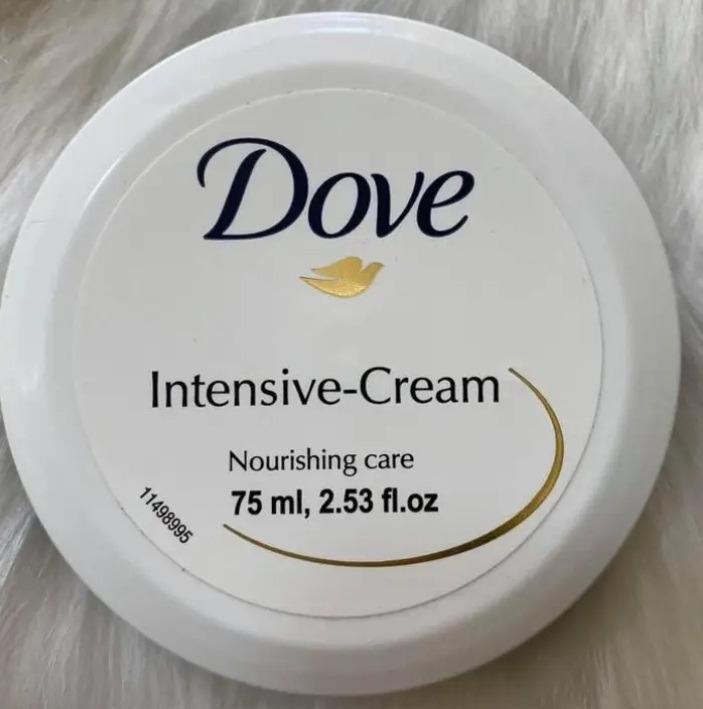 Dove
Intensive-Cream
Nourishing care
75 ml, 2.53 fl.oz
11498995